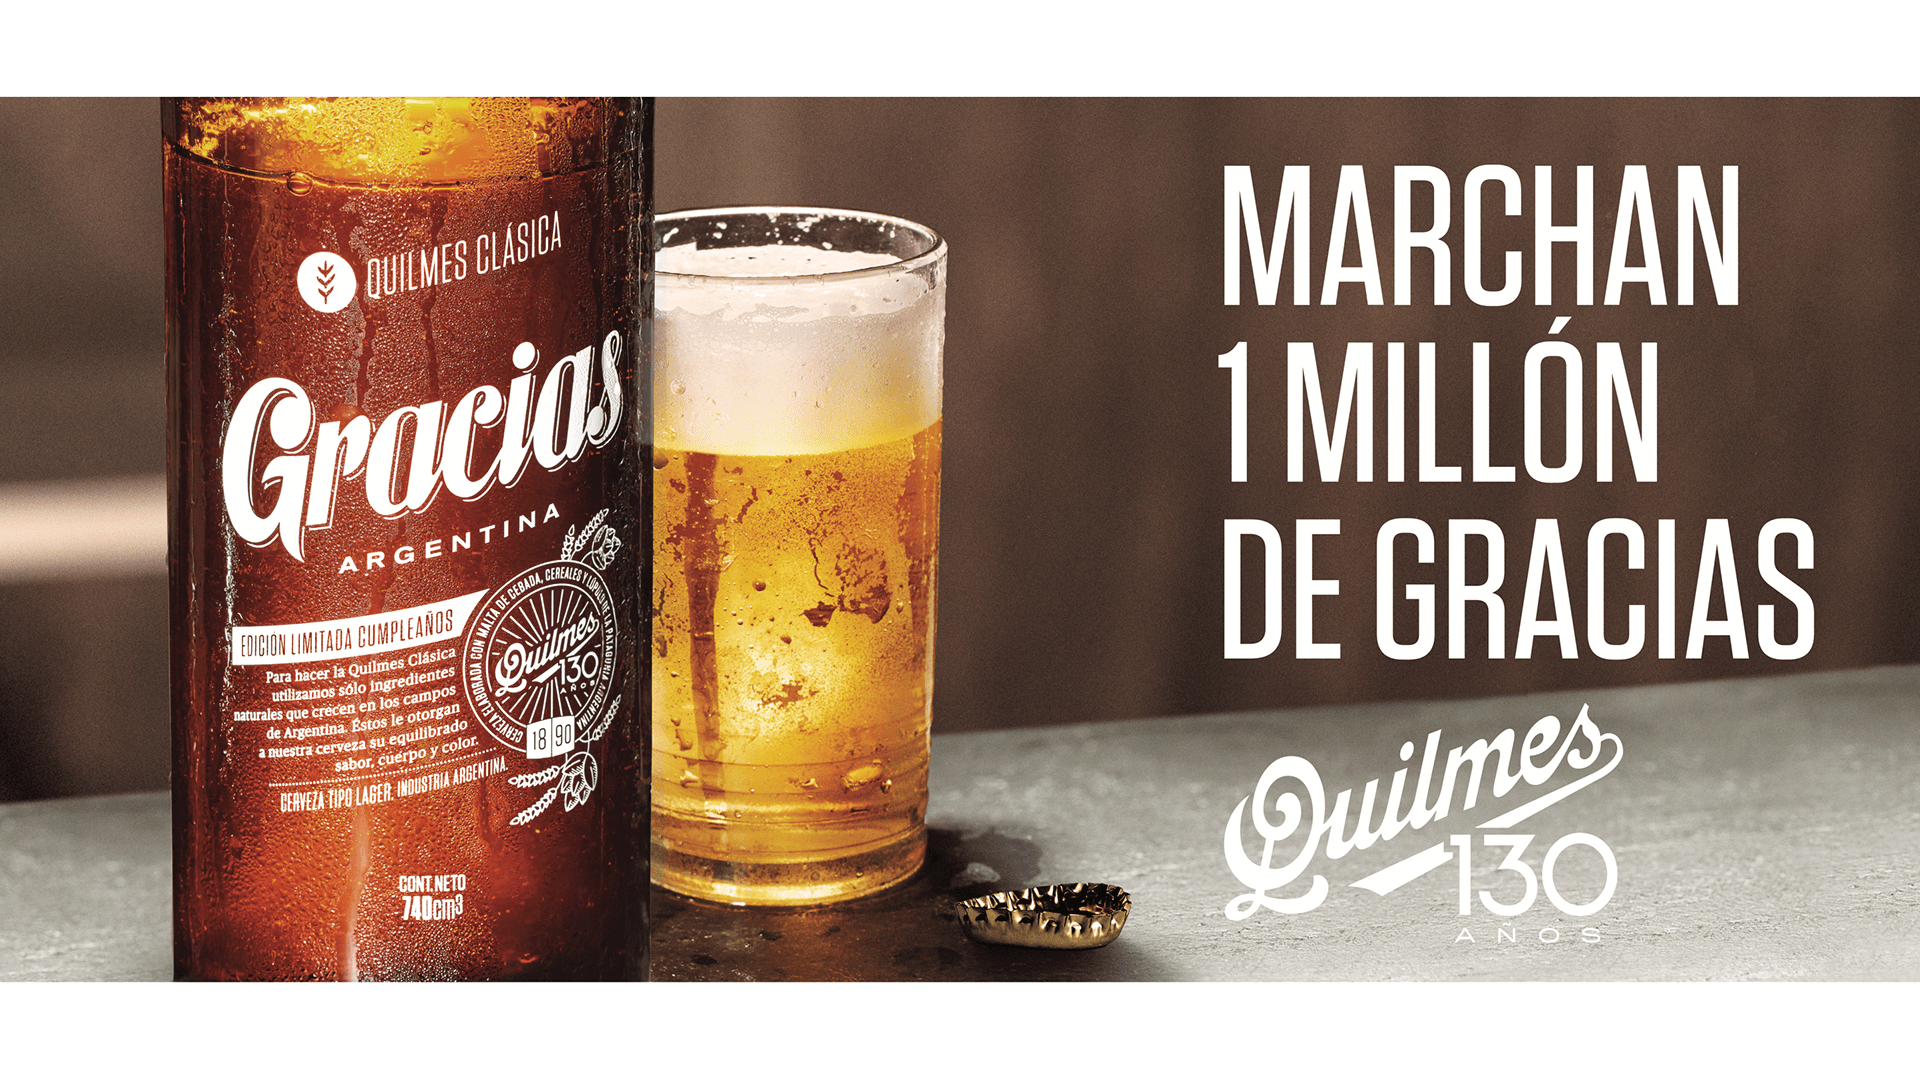 QUILMES CLÁSICA
Gracias
ARGENTINA
EDICIÓN LIMITADA CUMPLEAÑOS
Para hacer la Quilmes Clásica
utilizamos sólo ingredientes
naturales que crecen en los campos
de Argentina. Éstos le otorgan
a nuestra cerveza su equilibrado
sabor, cuerpo y color.
CERVEZA TIPO LAGER. INDUSTRIA ARGENTINA.
CERVEZA ELABORADA CON MALTA DE CEBADA, CEREALES Y LÚPULO DE LA PATAGONIA ARGENTINA
Quilmes
130
AÑOS
18 90
CONT. NETO
740cm3
MARCHAN
1 MILLÓN
DE GRACIAS
Quilmes
130
AÑOS